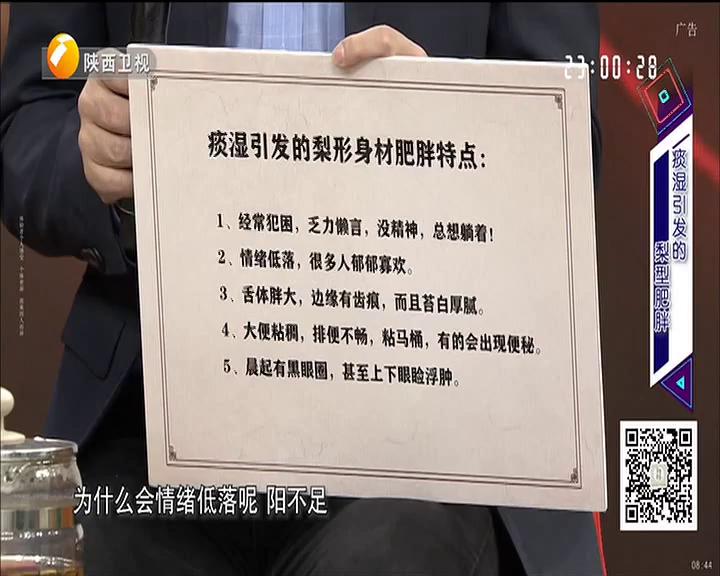 陕西卫视
广告
23:00:28
痰湿引发的梨形身材肥胖特点：
1、经常犯困，乏力懒言，没精神，总想躺着！
2、情绪低落，很多人郁郁寡欢。
3、舌体胖大，边缘有齿痕，而且苔白厚腻。
4、大便粘稠，排便不畅，粘马桶，有的会出现便秘。
5、晨起有黑眼圈，甚至上下眼睑浮肿。
痰湿引发的
梨型肥胖
为什么会情绪低落呢 阳不足
08:44